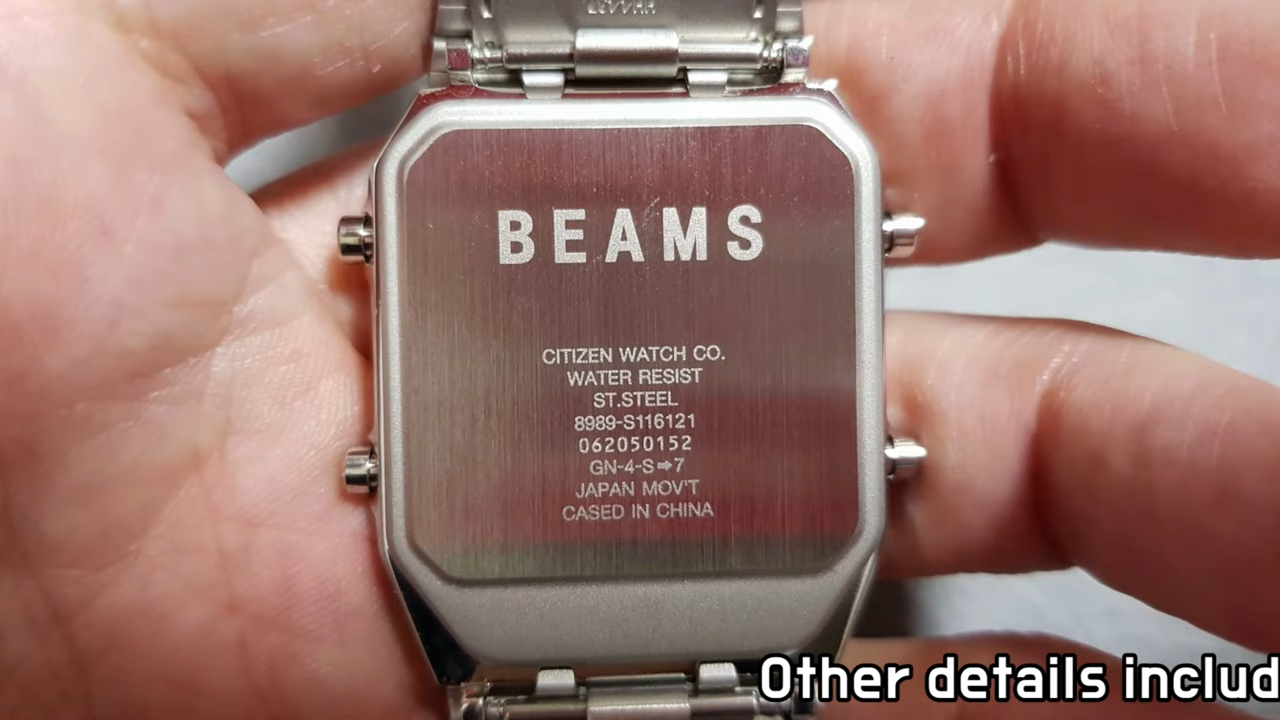 BEAMS
CITIZEN WATCH CO.
WATER RESIST
ST.STEEL
8989-S116121
062050152
GN-4-S➡7
JAPAN MOV'T
CASED IN CHINA
Other details includ